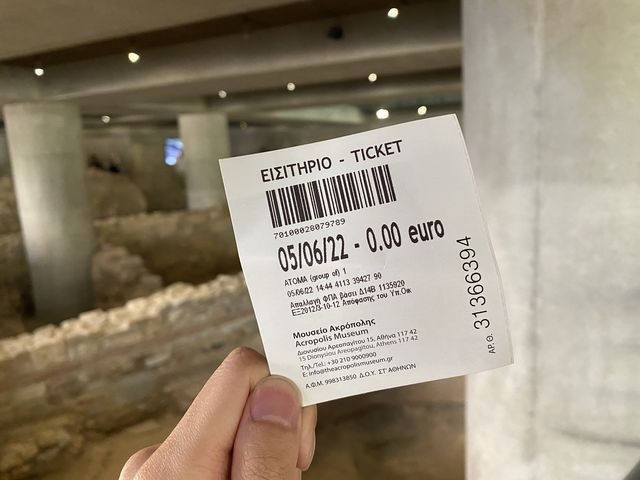 ΕΙΣΙΤΗΡΙΟ - TICKET
70100028079789
05/06/22 - 0.00 euro
ΑΤΟΜΑ (group of) 1
05/06/22 14:44 4113 39427 90
Απαλλαγή ΦΠΑ βάσει Δ14Β 1135920
ΕΞ2012/3-10-12 Απόφασης του Υπ.Οικ
Μουσείο Ακρόπολης
Acropolis Museum
Διονυσίου Αρεοπαγίτου 15, Αθήνα 117 42
15 Dionysiou Areopagitou, Athens 117 42
Τηλ./Tel.: +30 210 9000900
E: info@theacropolismuseum.gr
Α.Φ.Μ. 998313850 Δ.Ο.Υ. ΣΤ' ΑΘΗΝΩΝ
ΑΡ. Θ. 31366394